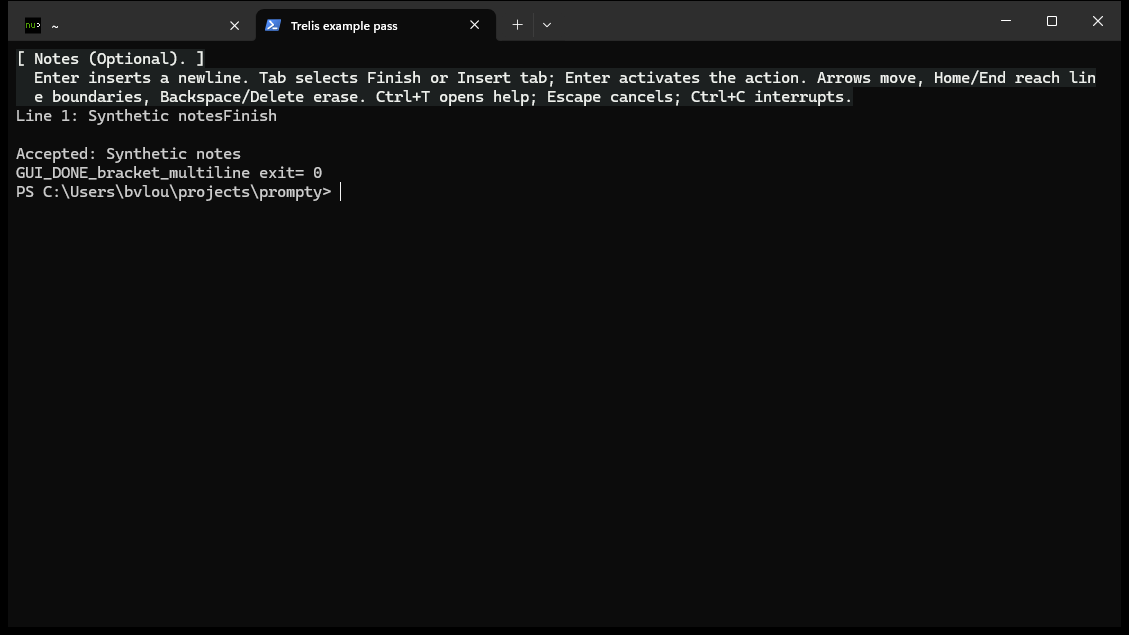 nu>
~
Trelis example pass
[ Notes (Optional). ]
Enter inserts a newline. Tab selects Finish or Insert tab; Enter activates the action. Arrows move, Home/End reach lin
e boundaries, Backspace/Delete erase. Ctrl+T opens help; Escape cancels; Ctrl+C interrupts.
Line 1: Synthetic notesFinish
Accepted: Synthetic notes
GUI_DONE_bracket_multiline exit= 0
PS C:\Users\bvlou\projects\prompty>